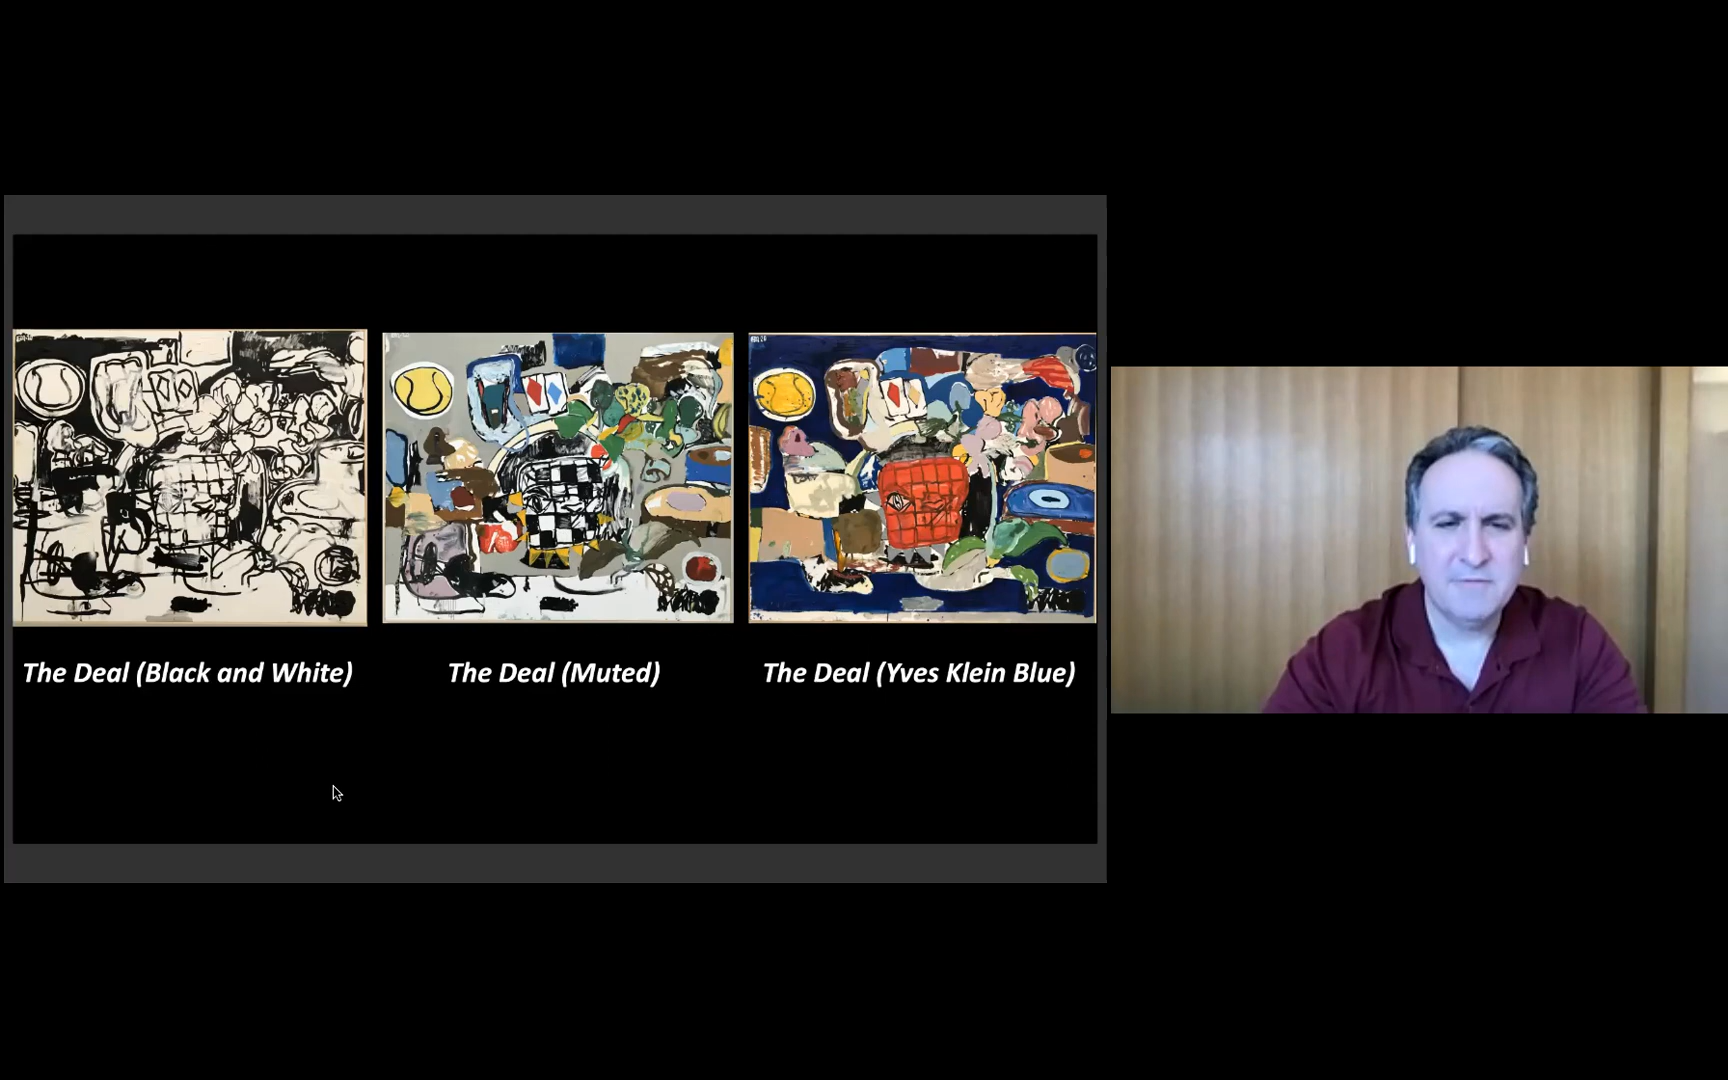 The Deal (Black and White)
The Deal (Muted)
The Deal (Yves Klein Blue)